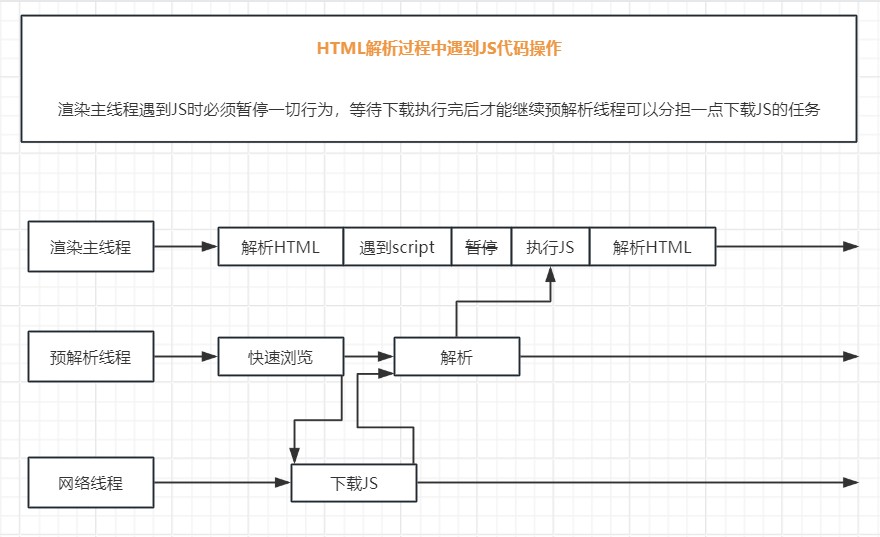 HTML解析过程中遇到JS代码操作
渲染主线程遇到JS时必须暂停一切行为，等待下载执行完后才能继续预解析线程可以分担一点下载JS的任务
渲染主线程
解析HTML
遇到script
暂停
执行JS
解析HTML
预解析线程
快速浏览
解析
网络线程
下载JS